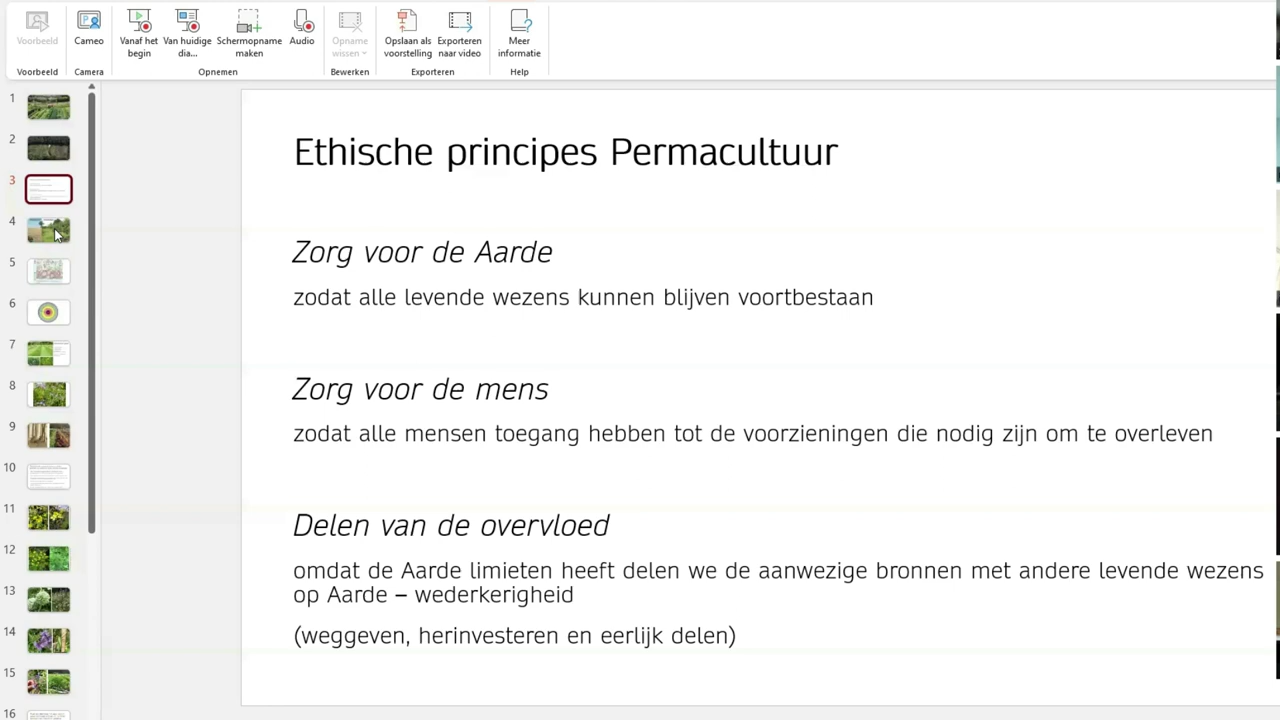 Voorbeeld
Cameo
Vanaf het begin
Van huidige dia...
Schermopname maken
Audio
Opname wissen
Opslaan als voorstelling
Exporteren naar video
Meer informatie
Voorbeeld
Camera
Opnemen
Bewerken
Exporteren
Help
1
2
3
4
5
6
7
8
9
10
11
12
13
14
15
16
Ethische principes Permacultuur
Zorg voor de Aarde
zodat alle levende wezens kunnen blijven voortbestaan
Zorg voor de mens
zodat alle mensen toegang hebben tot de voorzieningen die nodig zijn om te overleven
Delen van de overvloed
omdat de Aarde limieten heeft delen we de aanwezige bronnen met andere levende wezens
op Aarde – wederkerigheid
(weggeven, herinvesteren en eerlijk delen)